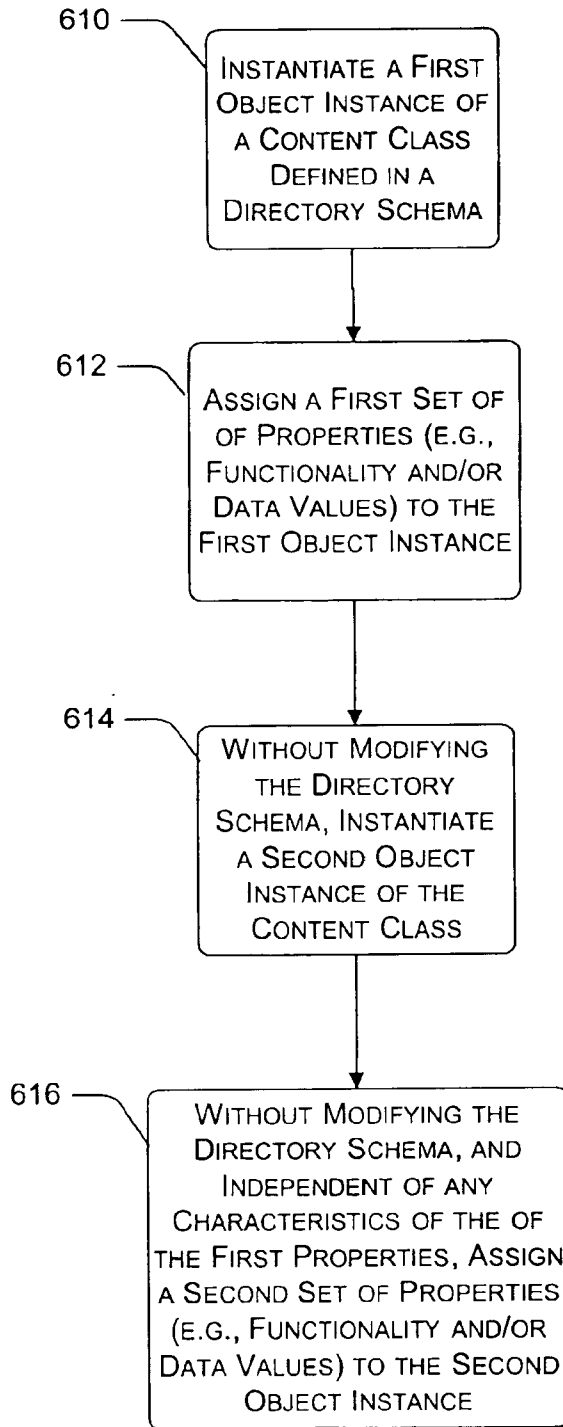 610
INSTANTIATE A FIRST
OBJECT INSTANCE OF
A CONTENT CLASS
DEFINED IN A
DIRECTORY SCHEMA
612
ASSIGN A FIRST SET OF
OF PROPERTIES (E.G.,
FUNCTIONALITY AND/OR
DATA VALUES) TO THE
FIRST OBJECT INSTANCE
614
WITHOUT MODIFYING
THE DIRECTORY
SCHEMA, INSTANTIATE
A SECOND OBJECT
INSTANCE OF THE
CONTENT CLASS
616
WITHOUT MODIFYING THE
DIRECTORY SCHEMA, AND
INDEPENDENT OF ANY
CHARACTERISTICS OF THE OF
THE FIRST PROPERTIES, ASSIGN
A SECOND SET OF PROPERTIES
(E.G., FUNCTIONALITY AND/OR
DATA VALUES) TO THE SECOND
OBJECT INSTANCE